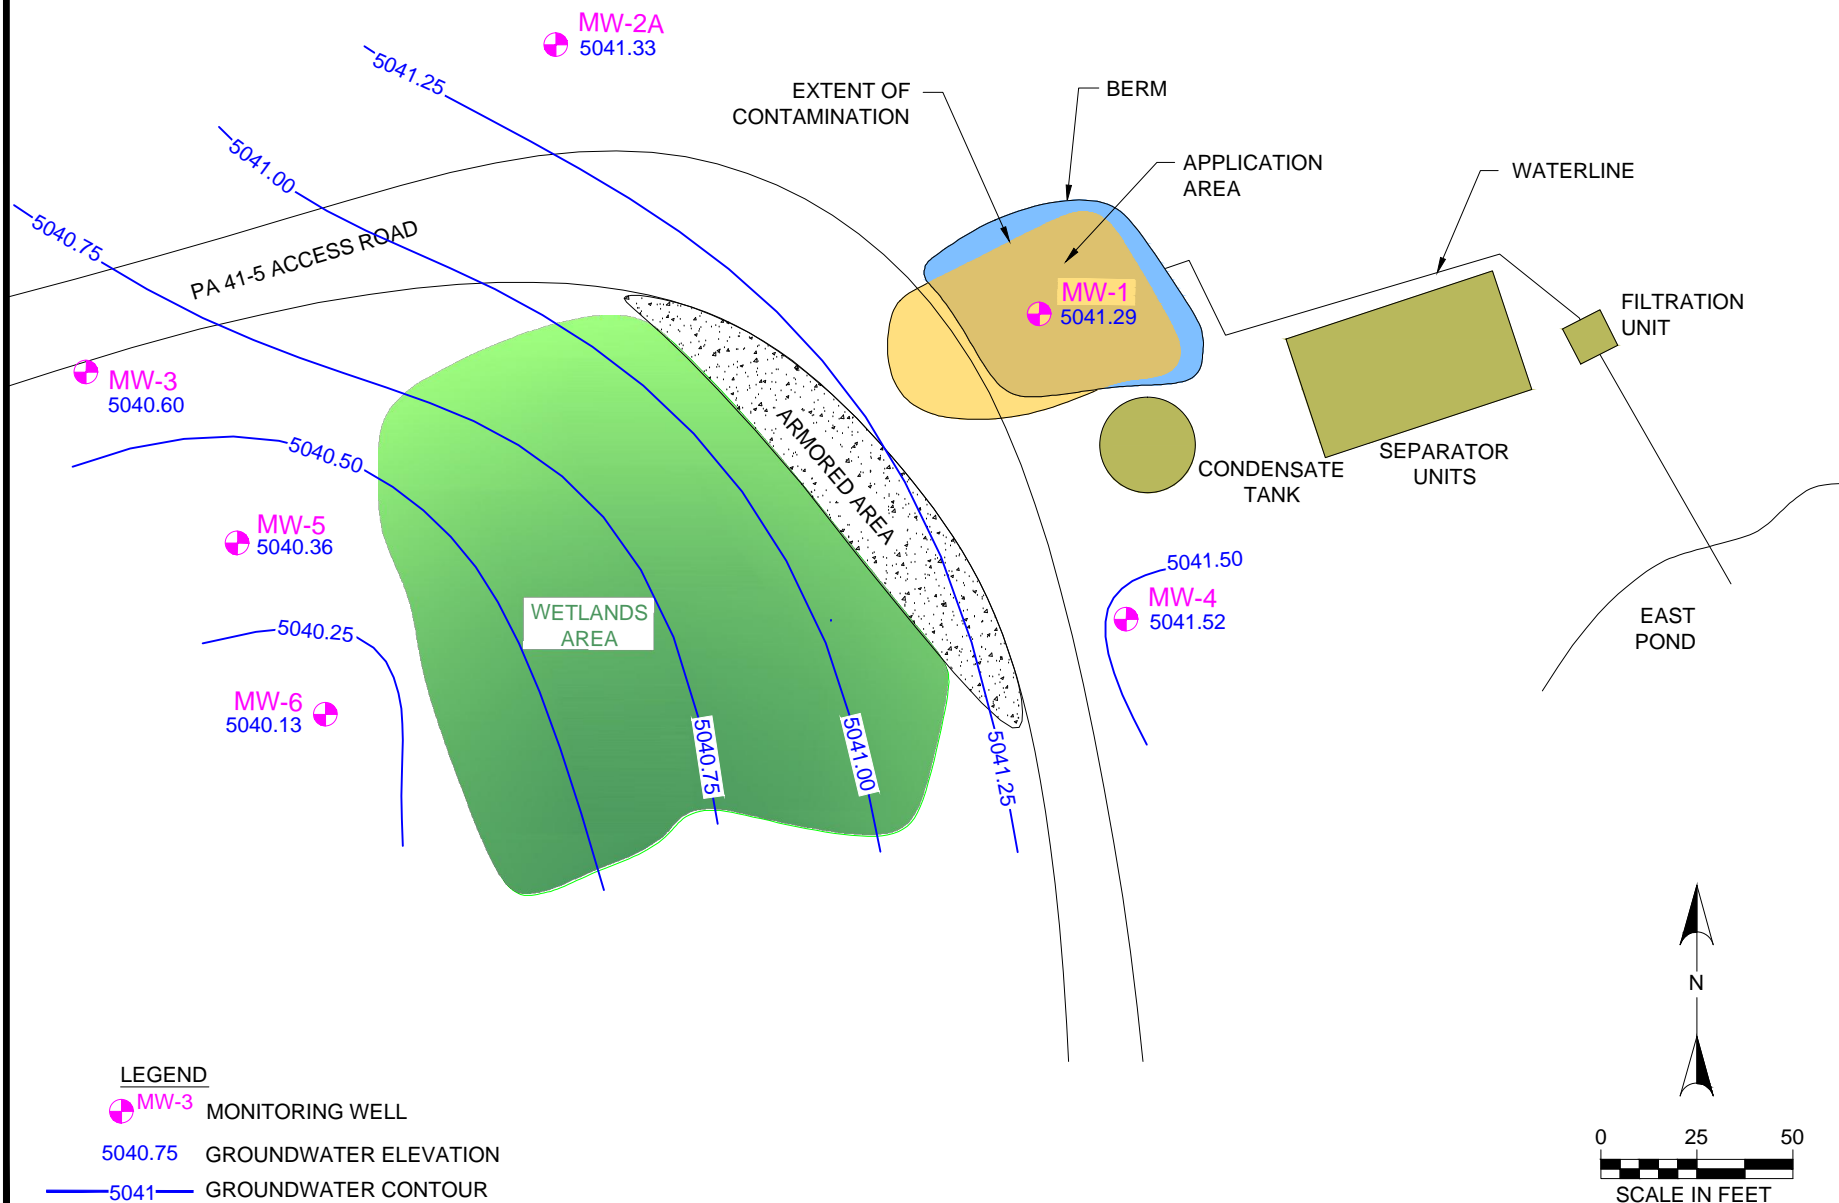 MW-2A
5041.33
5041.25
EXTENT OF
CONTAMINATION
BERM
APPLICATION
AREA
WATERLINE
5041.00
5040.75
PA 41-5 ACCESS ROAD
MW-1
5041.29
FILTRATION
UNIT
MW-3
5040.60
ARMORED AREA
5040.50
CONDENSATE
TANK
SEPARATOR
UNITS
MW-5
5040.36
5041.50
MW-4
5041.52
WETLANDS
AREA
5040.25
EAST
POND
MW-6
5040.13
5040.75
5041.00
5041.25
N
LEGEND
MW-3 MONITORING WELL
5040.75 GROUNDWATER ELEVATION
5041 GROUNDWATER CONTOUR
0 25 50
SCALE IN FEET